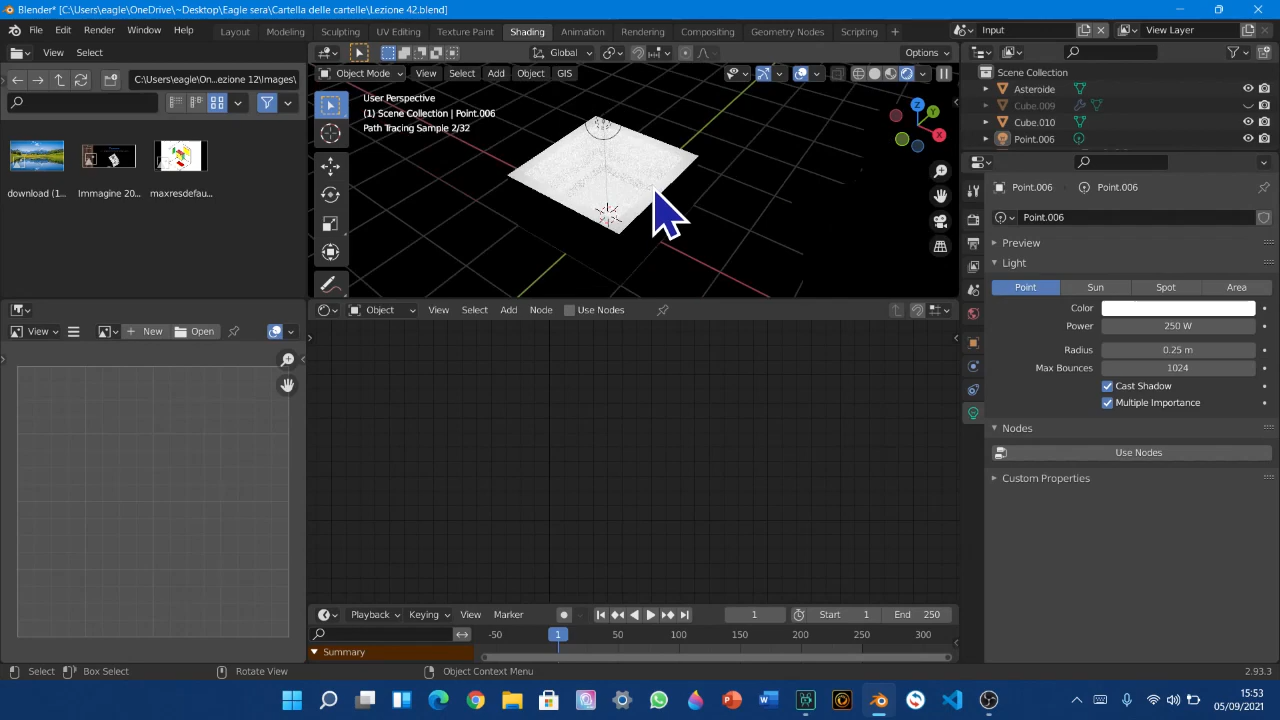 Blender* [C:\Users\eagle\OneDrive\~Desktop\Eagle sera\Cartella delle cartelle\Lezione 42.blend]
File Edit Render Window Help Layout Modeling Sculpting UV Editing Texture Paint Shading Animation Rendering Compositing Geometry Nodes Scripting + Input View Layer
View Select C:\Users\eagle\On...ezione 12\Images\
Global Options
Object Mode View Select Add Object GIS
User Perspective
(1) Scene Collection | Point.006
Path Tracing Sample 2/32
download (1...
Immagine 20...
maxresdefau...
Scene Collection
Asteroide
Cube.009
Cube.010
Point.006
Point.006 Point.006
Point.006
Preview
Light
Point Sun Spot Area
Color
Power 250 W
Radius 0.25 m
Max Bounces 1024
Cast Shadow
Multiple Importance
Nodes
Use Nodes
Custom Properties
View New Open
Object View Select Add Node Use Nodes
Playback Keying View Marker 1 Start 1 End 250
-50 1 50 100 150 200 250 300
Summary
Select Box Select Rotate View Object Context Menu 2.93.3
15:53
05/09/2021
X
Y
Z